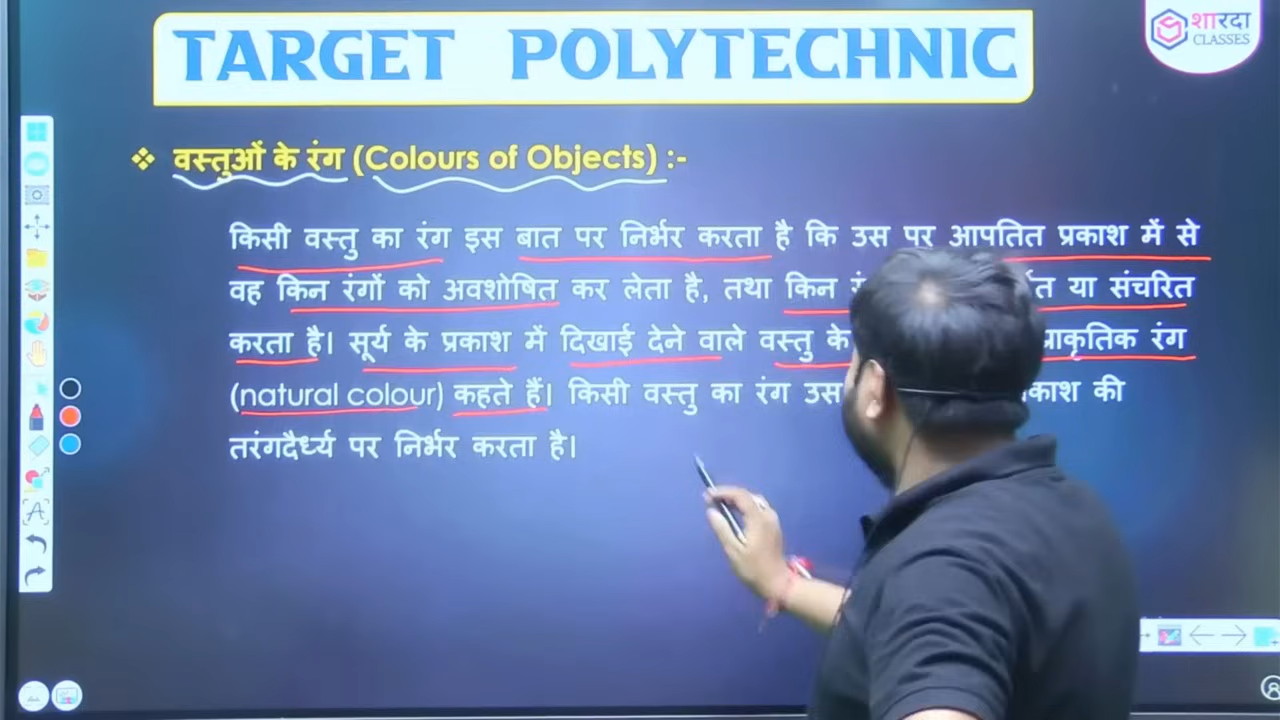 TARGET POLYTECHNIC
शारदा
CLASSES
❖ वस्तुओं के रंग (Colours of Objects) :-
किसी वस्तु का रंग इस बात पर निर्भर करता है कि उस पर आपतित प्रकाश में से
वह किन रंगों को अवशोषित कर लेता है, तथा किन या संचरित
करता है। सूर्य के प्रकाश में दिखाई देने वाले वस्तु के प्राकृतिक रंग
(natural colour) कहते हैं। किसी वस्तु का रंग उस की
तरंगदैर्ध्य पर निर्भर करता है।